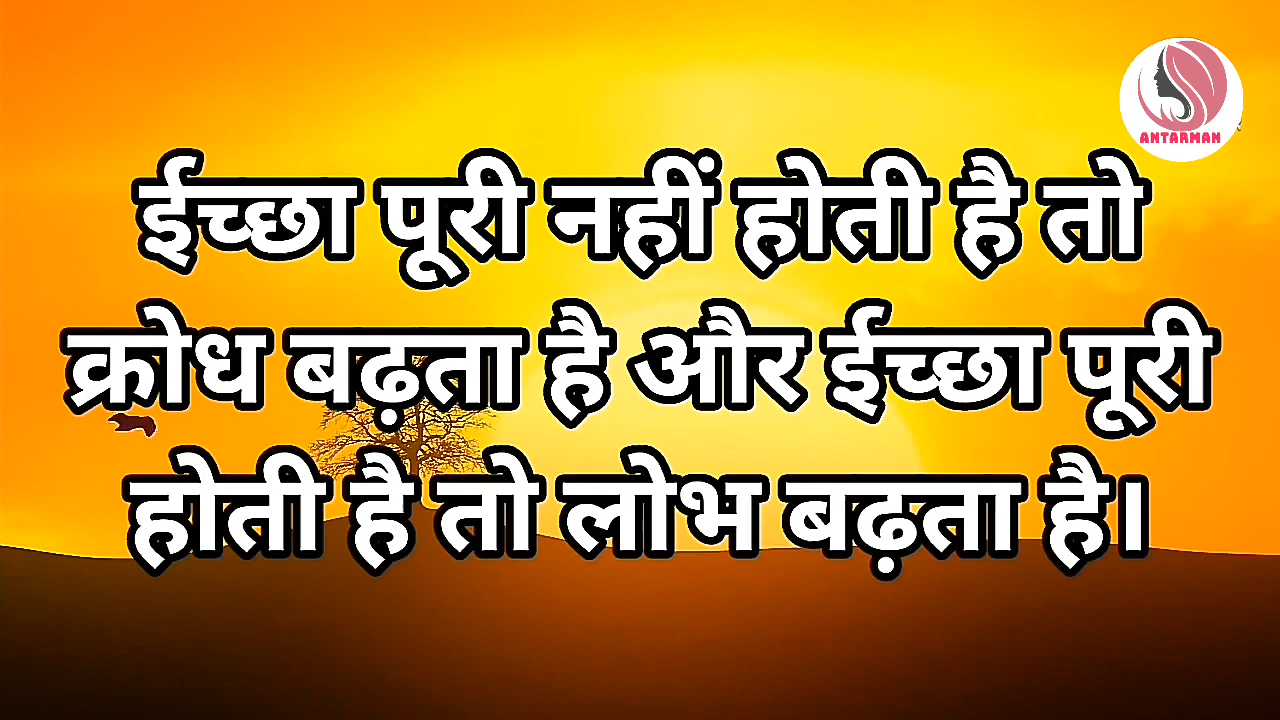 ANTARMAN
ईच्छा पूरी नहीं होती है तो
क्रोध बढ़ता है और ईच्छा पूरी
होती है तो लोभ बढ़ता है।